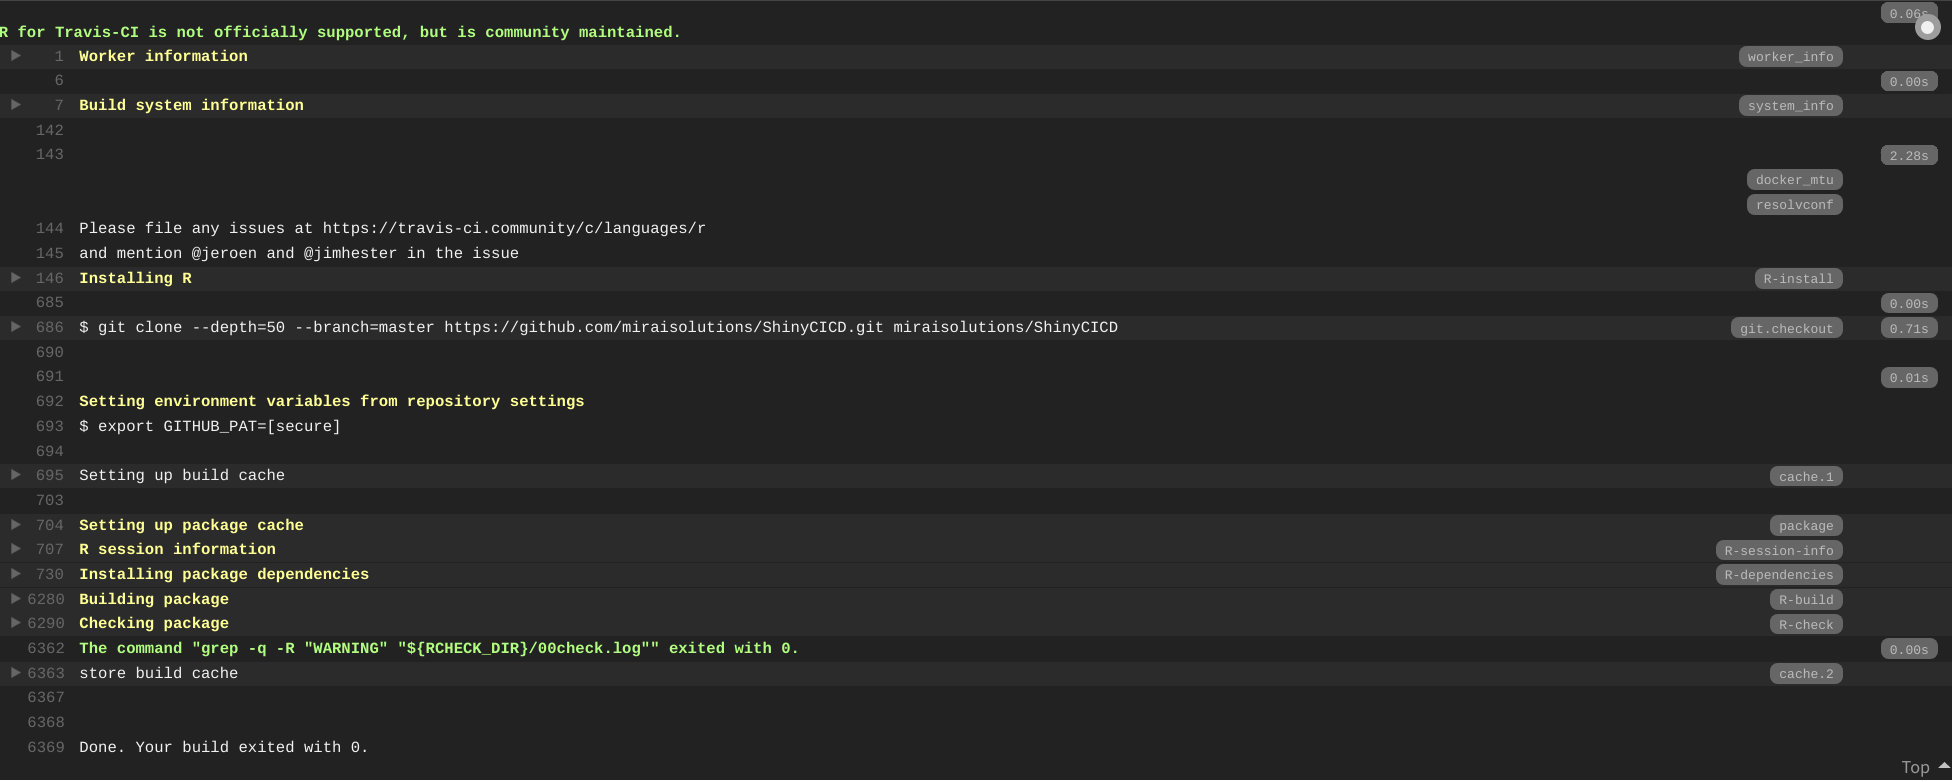 0.06s
R for Travis-CI is not officially supported, but is community maintained.
1 Worker information worker_info
6 0.00s
7 Build system information system_info
142
143 2.28s
docker_mtu
resolvconf
144 Please file any issues at https://travis-ci.community/c/languages/r
145 and mention @jeroen and @jimhester in the issue
146 Installing R R-install
685 0.00s
686 $ git clone --depth=50 --branch=master https://github.com/miraisolutions/ShinyCICD.git miraisolutions/ShinyCICD git.checkout 0.71s
690
691 0.01s
692 Setting environment variables from repository settings
693 $ export GITHUB_PAT=[secure]
694
695 Setting up build cache cache.1
703
704 Setting up package cache package
707 R session information R-session-info
730 Installing package dependencies R-dependencies
6280 Building package R-build
6290 Checking package R-check
6362 The command "grep -q -R "WARNING" "${RCHECK_DIR}/00check.log"" exited with 0. 0.00s
6363 store build cache cache.2
6367
6368
6369 Done. Your build exited with 0.
Top